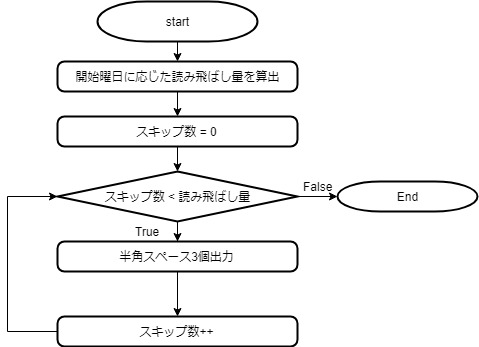 start
開始曜日に応じた読み飛ばし量を算出
スキップ数 = 0
スキップ数 < 読み飛ばし量
False
End
True
半角スペース3個出力
スキップ数++